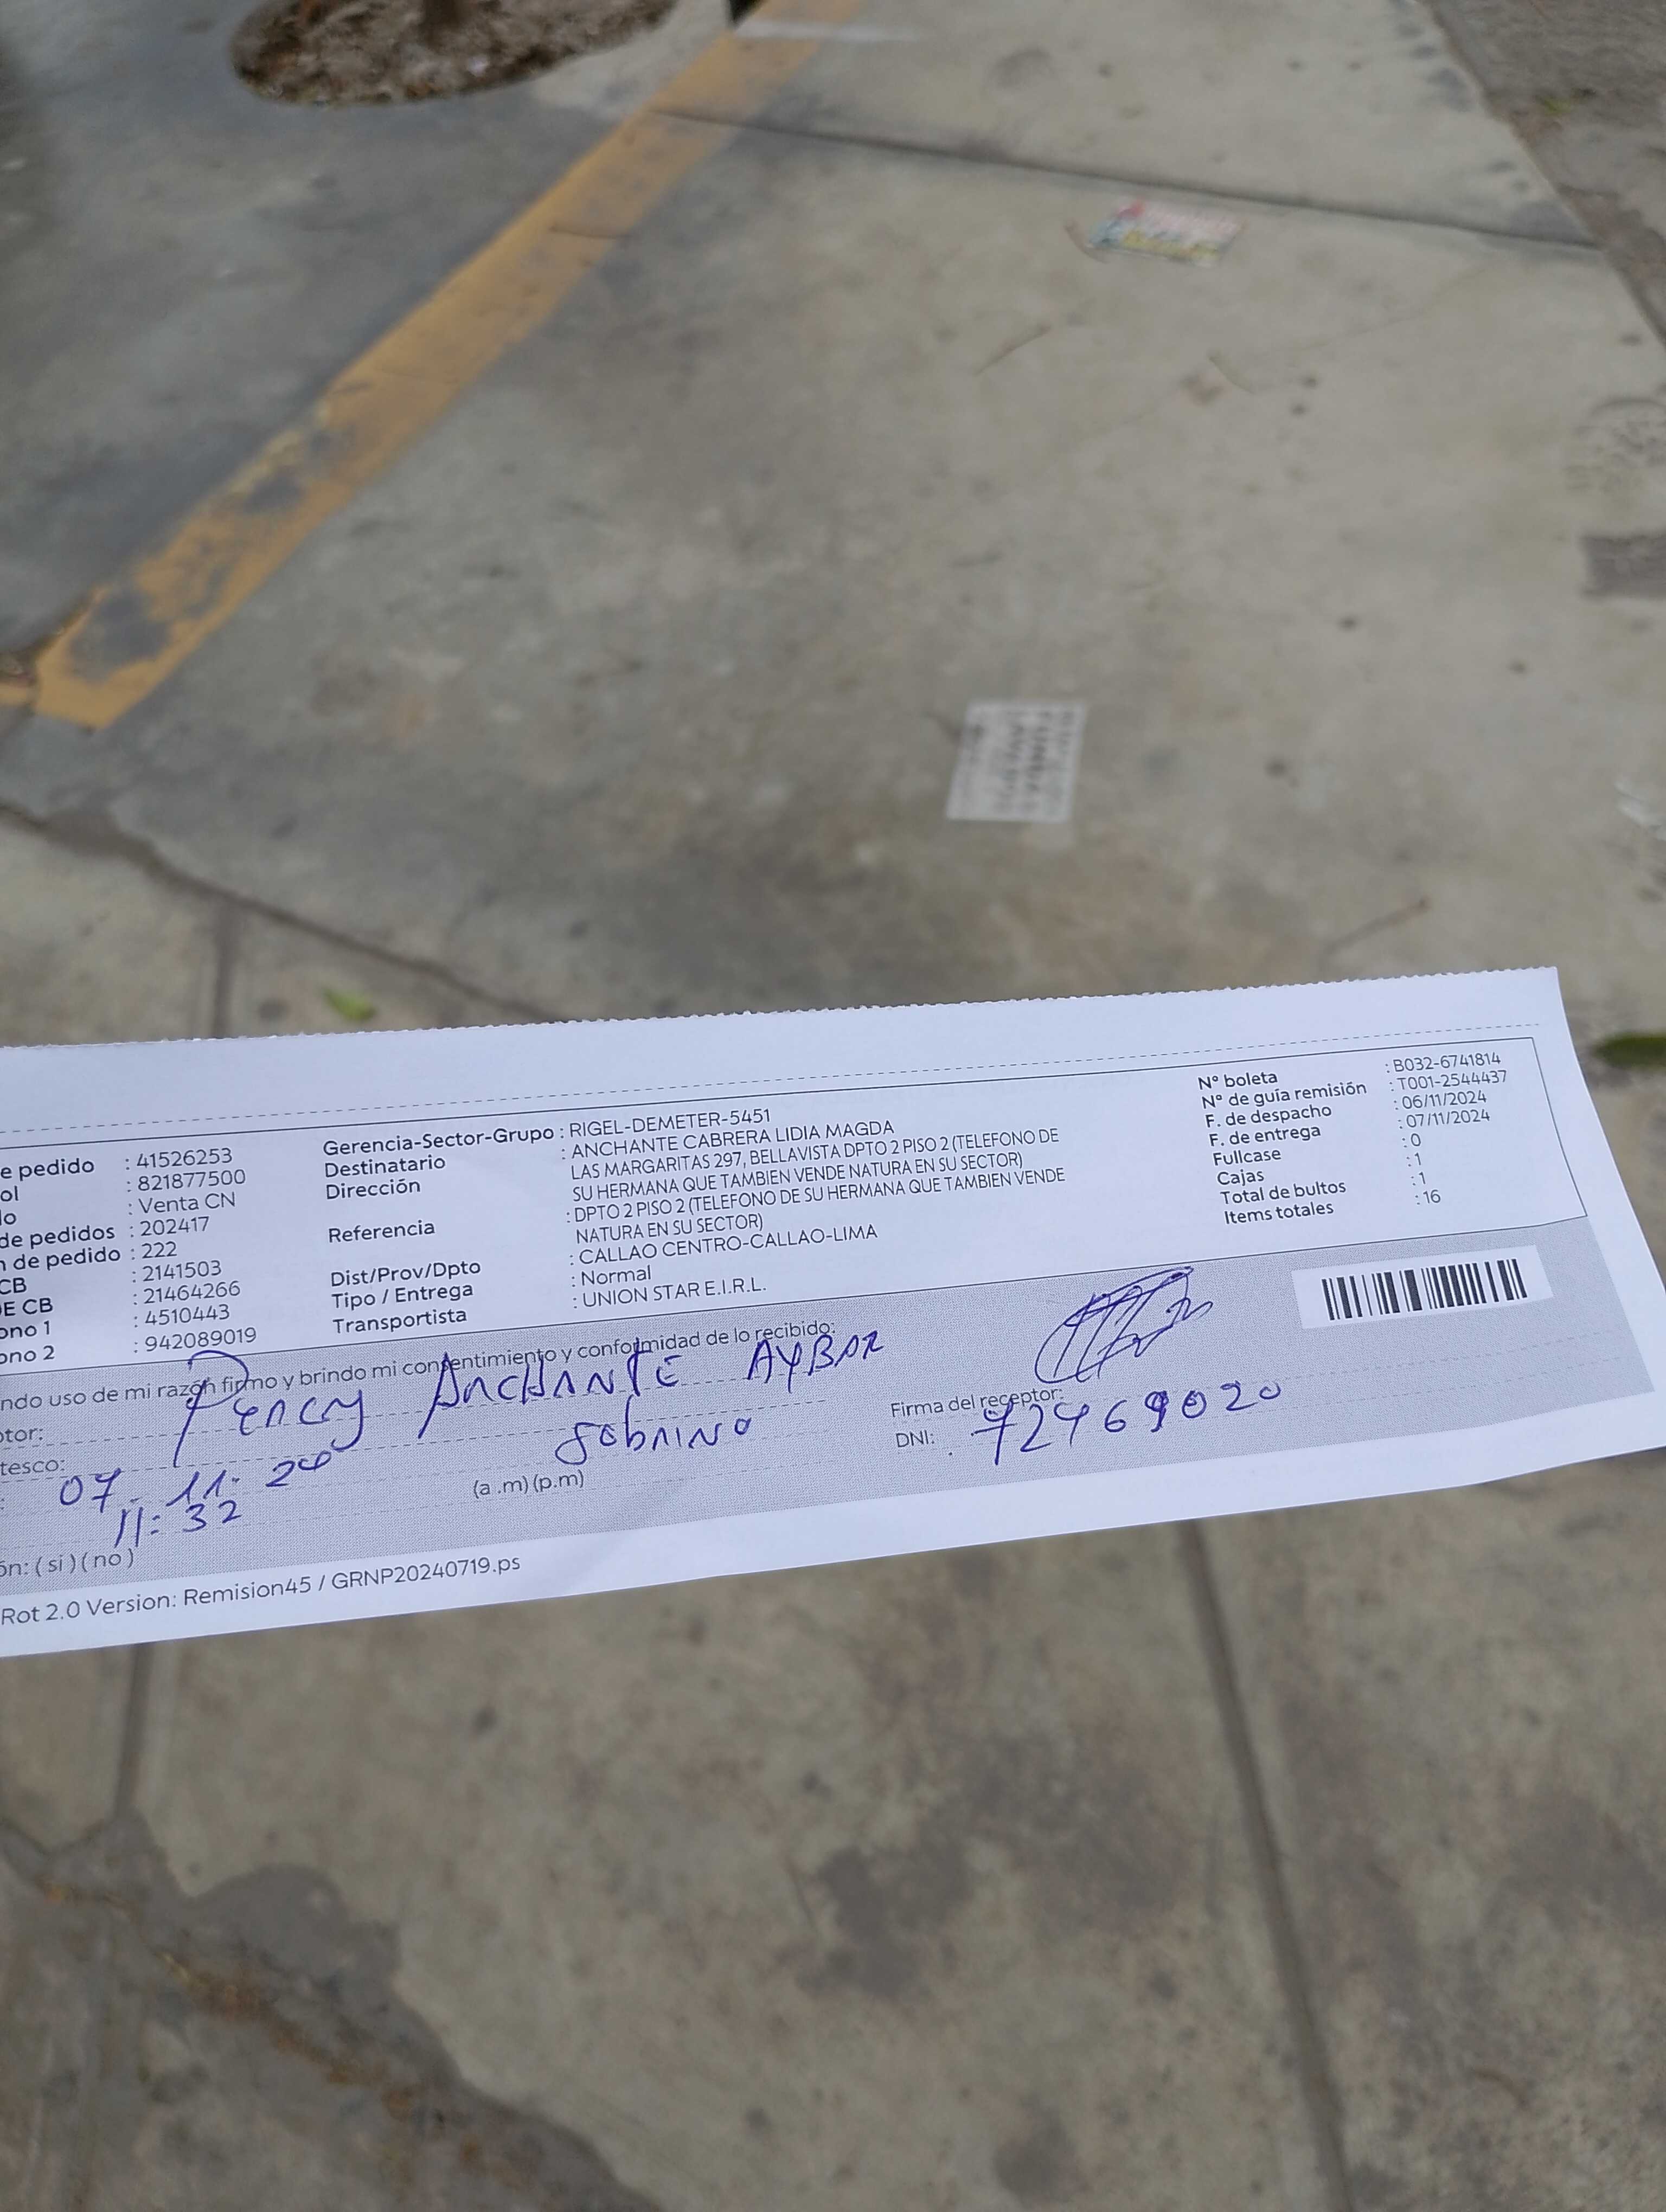 e pedido : 41526253
ol : 821877500
lo : Venta CN
de pedidos : 202417
n de pedido : 222
CB : 2141503
E CB : 21464266
ono 1 : 4510443
ono 2 : 942089019
Gerencia-Sector-Grupo : RIGEL-DEMETER-5451
Destinatario : ANCHANTE CABRERA LIDIA MAGDA
Dirección LAS MARGARITAS 297, BELLAVISTA DPTO 2 PISO 2 (TELEFONO DE
SU HERMANA QUE TAMBIEN VENDE NATURA EN SU SECTOR)
Referencia : DPTO 2 PISO 2 (TELEFONO DE SU HERMANA QUE TAMBIEN VENDE
NATURA EN SU SECTOR)
Dist/Prov/Dpto : CALLAO CENTRO-CALLAO-LIMA
Tipo / Entrega : Normal
Transportista : UNION STAR E.I.R.L.
N° boleta : B032-6741814
N° de guía remisión : T001-2544437
F. de despacho : 06/11/2024
F. de entrega : 07/11/2024
Fullcase : 0
Cajas : 1
Total de bultos : 1
Items totales : 16
ndo uso de mi razón firmo y brindo mi consentimiento y conformidad de lo recibido:
tor: Percy ANCHANTE AYBAR
tesco: sobrino
: 07-11-24
11:32 (a .m) (p.m)
Firma del receptor:
DNI: 72469020
ón: ( si ) ( no )
Rot 2.0 Version: Remision45 / GRNP20240719.ps